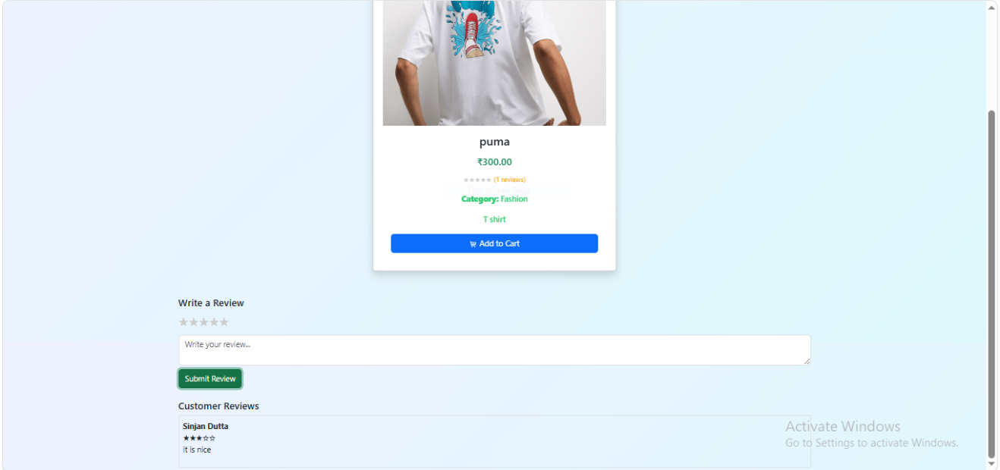 puma
₹300.00
★★★★★ (1 reviews)
Category: Fashion
T shirt
Add to Cart
Write a Review
★★★★★
Write your review...
Submit Review
Customer Reviews
Sinjan Dutta
★★★☆☆
it is nice
Activate Windows
Go to Settings to activate Windows.